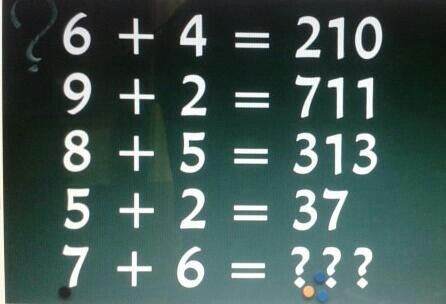 6 + 4 = 210
9 + 2 = 711
8 + 5 = 313
5 + 2 = 37
7 + 6 = ???